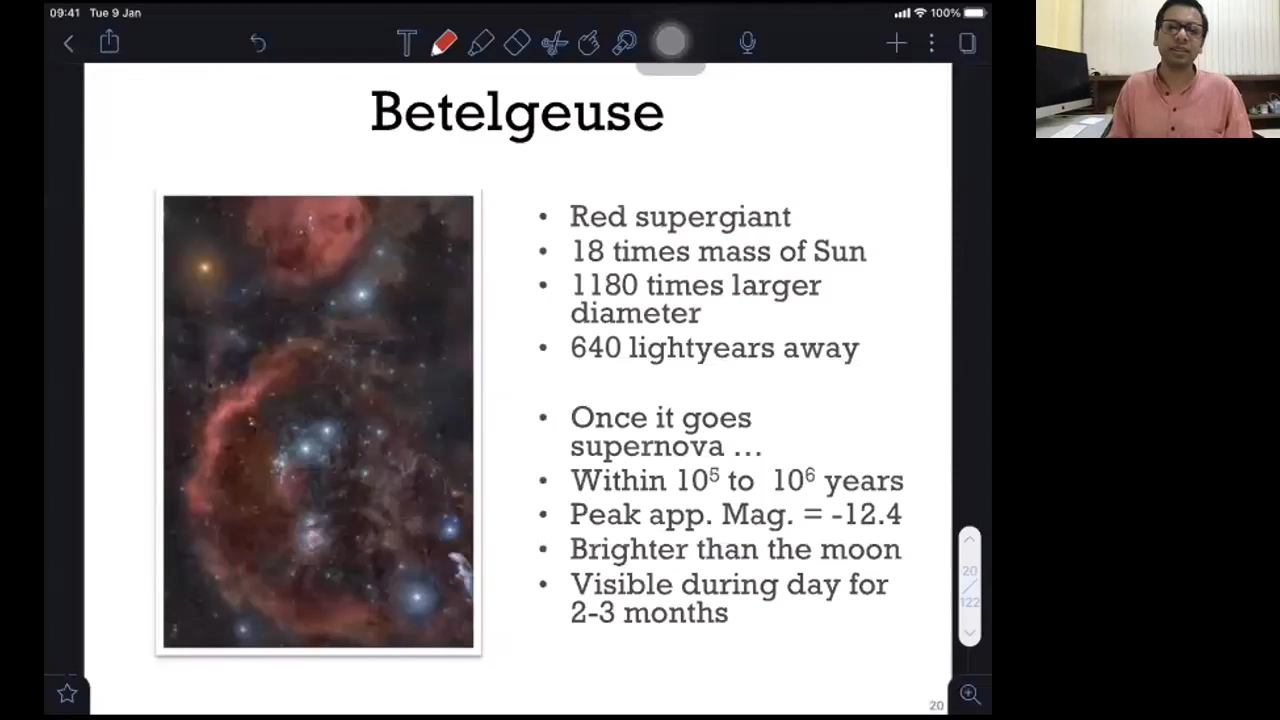 09:41 Tue 9 Jan
100%
T
Betelgeuse
• Red supergiant
• 18 times mass of Sun
• 1180 times larger
diameter
• 640 lightyears away
• Once it goes
supernova …
• Within 10⁵ to 10⁶ years
• Peak app. Mag. = -12.4
• Brighter than the moon
• Visible during day for
2-3 months
20
122
20